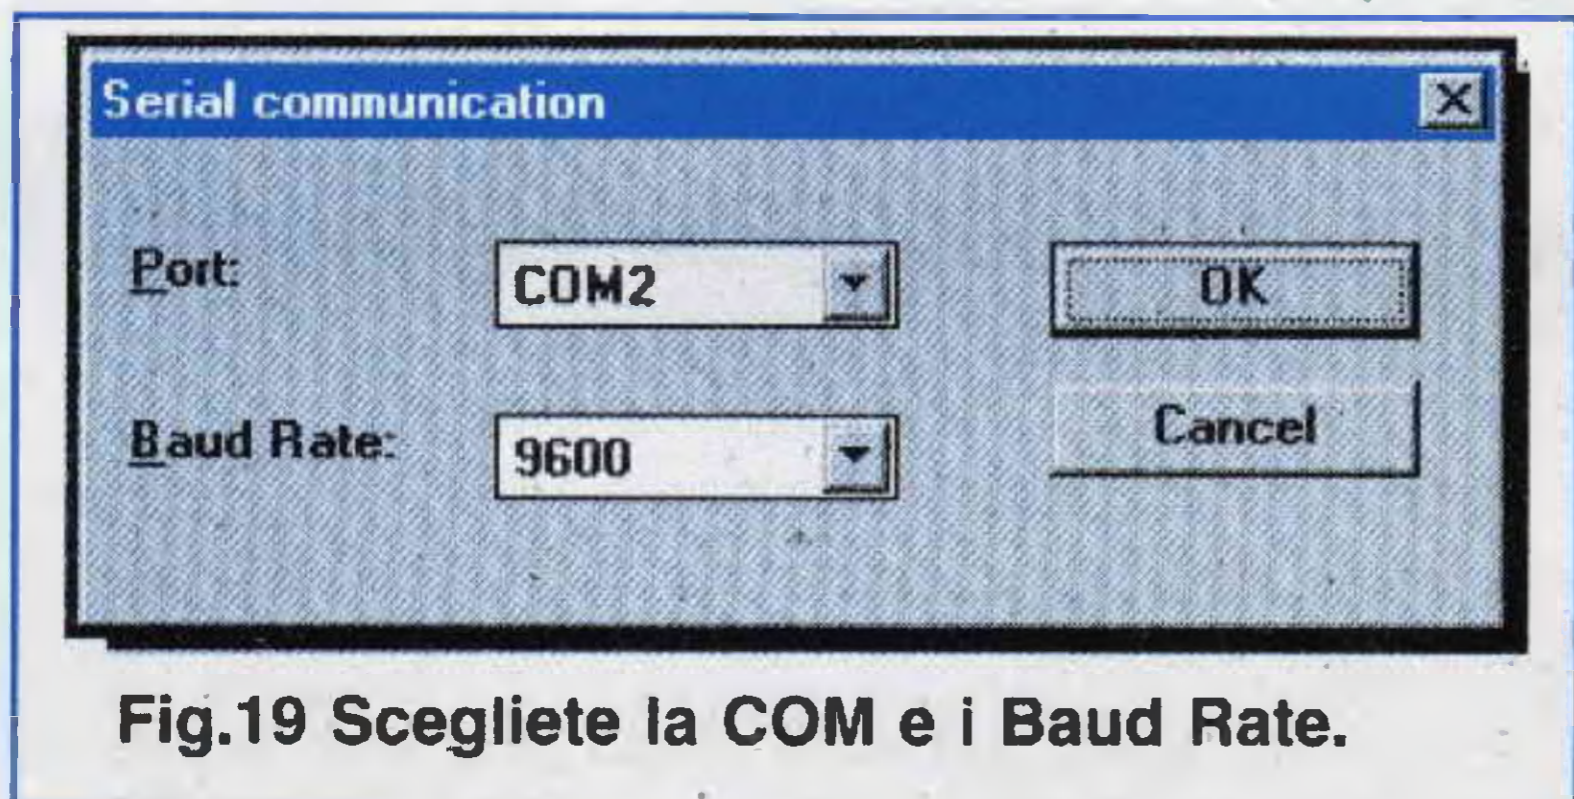 Serial communication
Port: COM2 OK
Baud Rate: 9600 Cancel
Fig.19 Scegliete la COM e i Baud Rate.